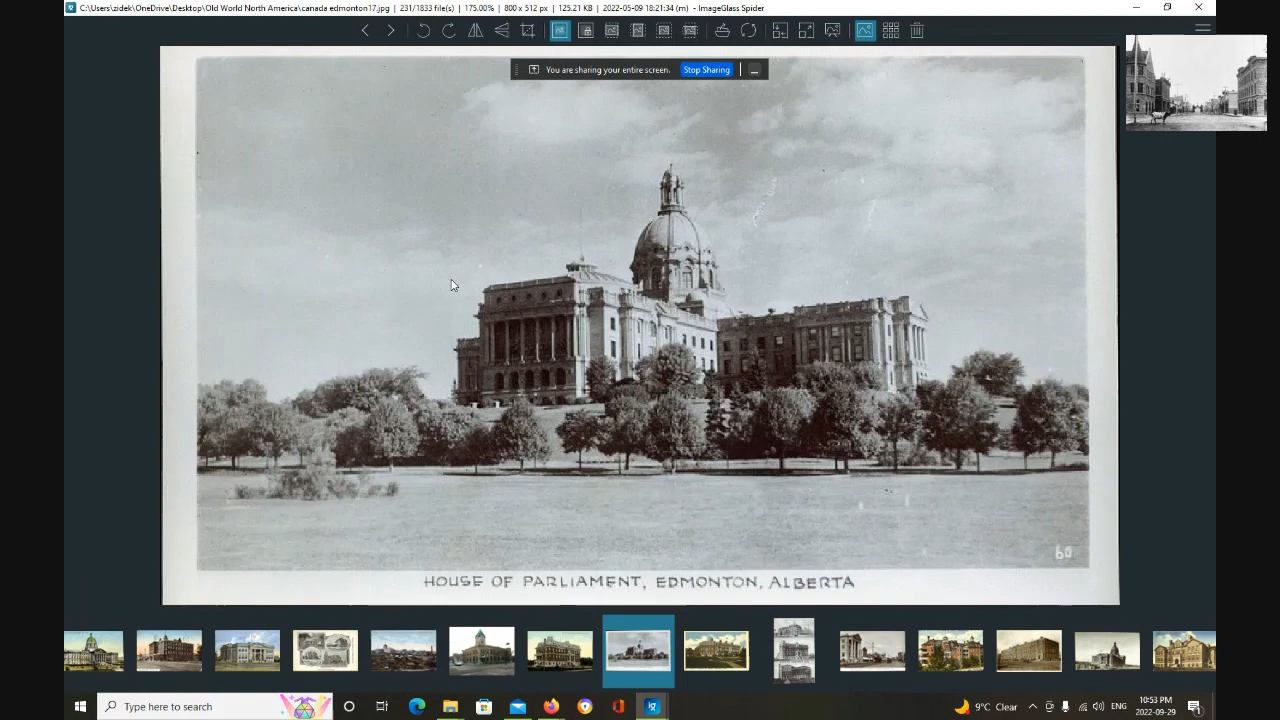 C:\Users\zidek\OneDrive\Desktop\Old World North America\canada edmonton17.jpg | 231/1833 file(s) | 175.00% | 800 x 512 px | 125.21 KB | 2022-05-09 18:21:34 (m) - ImageGlass Spider
You are sharing your entire screen. Stop Sharing
60
HOUSE OF PARLIAMENT, EDMONTON, ALBERTA
Type here to search
9°C Clear
ENG
10:53 PM
2022-09-29
1